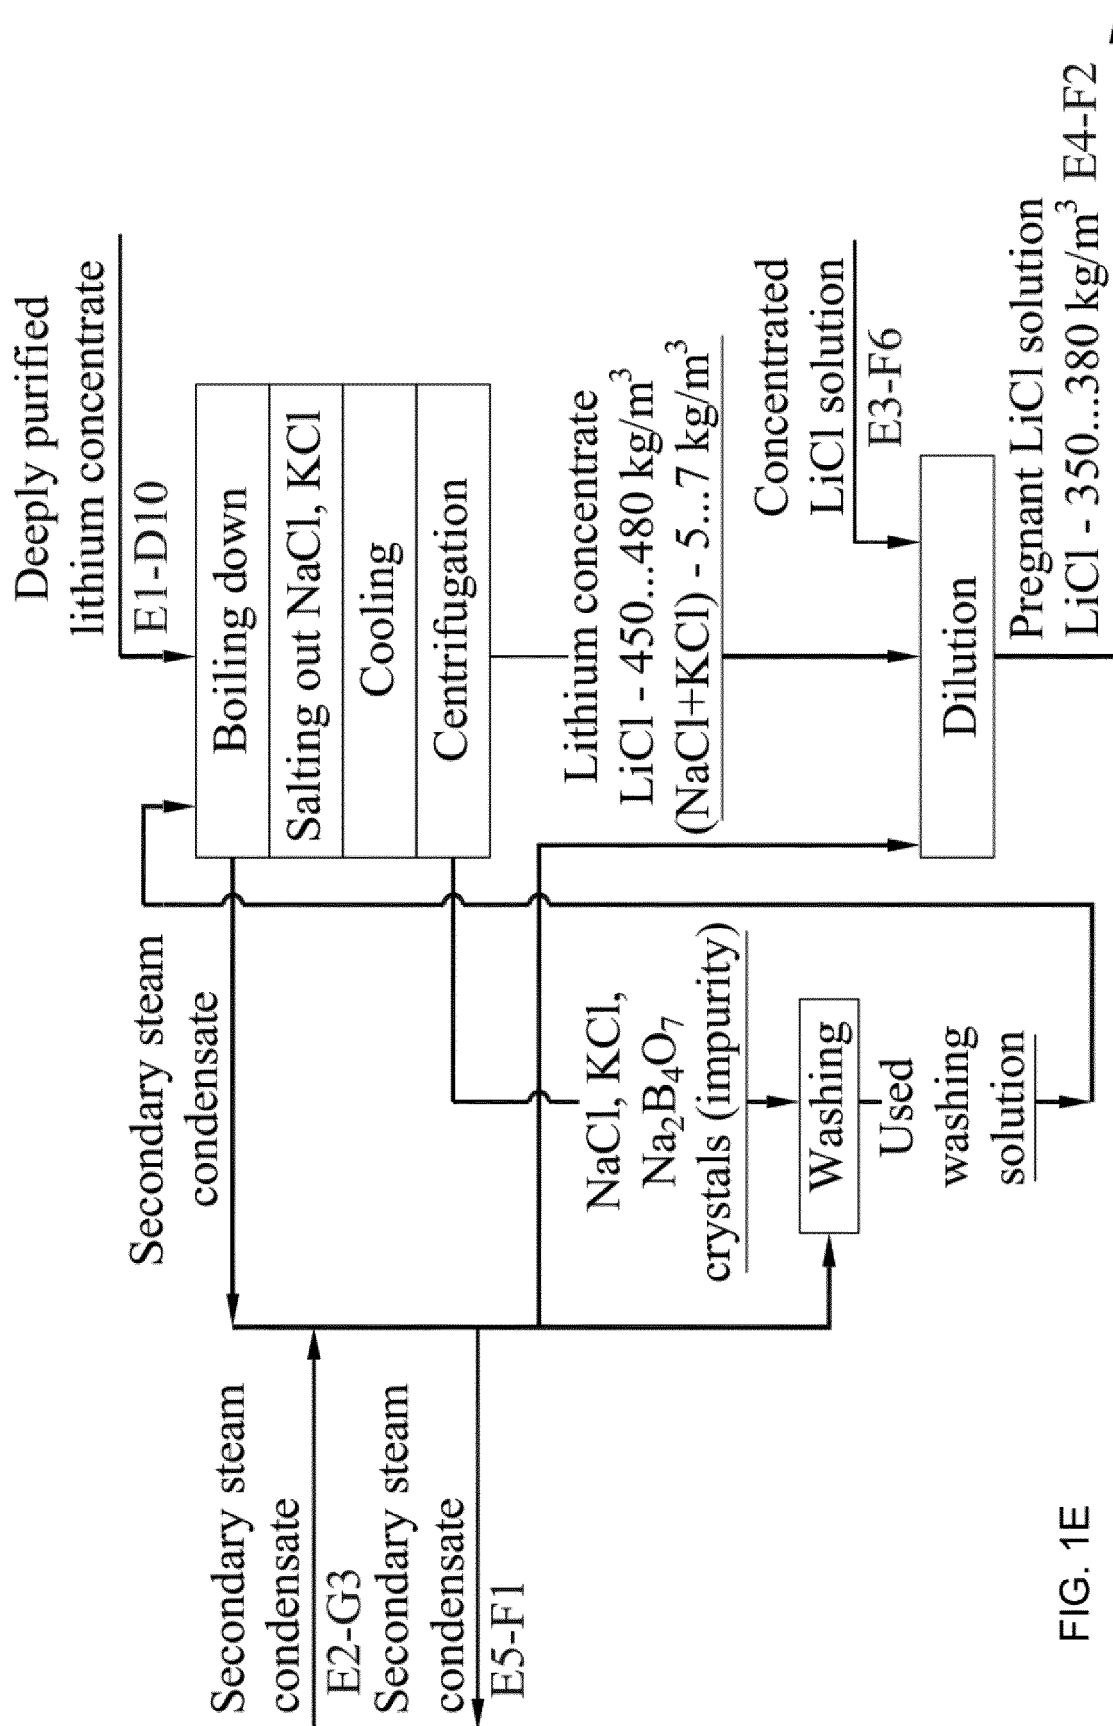 Deeply purified
lithium concentrate
E1-D10
Boiling down
Salting out NaCl, KCl
Cooling
Centrifugation
Secondary steam
condensate
Secondary steam
condensate
E2-G3
Secondary steam
condensate
E5-F1
Lithium concentrate
LiCl - 450...480 kg/m³
(NaCl+KCl) - 5...7 kg/m³
NaCl, KCl,
Na₂B₄O₇
crystals (impurity)
Washing
Used
washing
solution
Concentrated
LiCl solution
E3-F6
Dilution
Pregnant LiCl solution
LiCl - 350...380 kg/m³ E4-F2
FIG. 1E